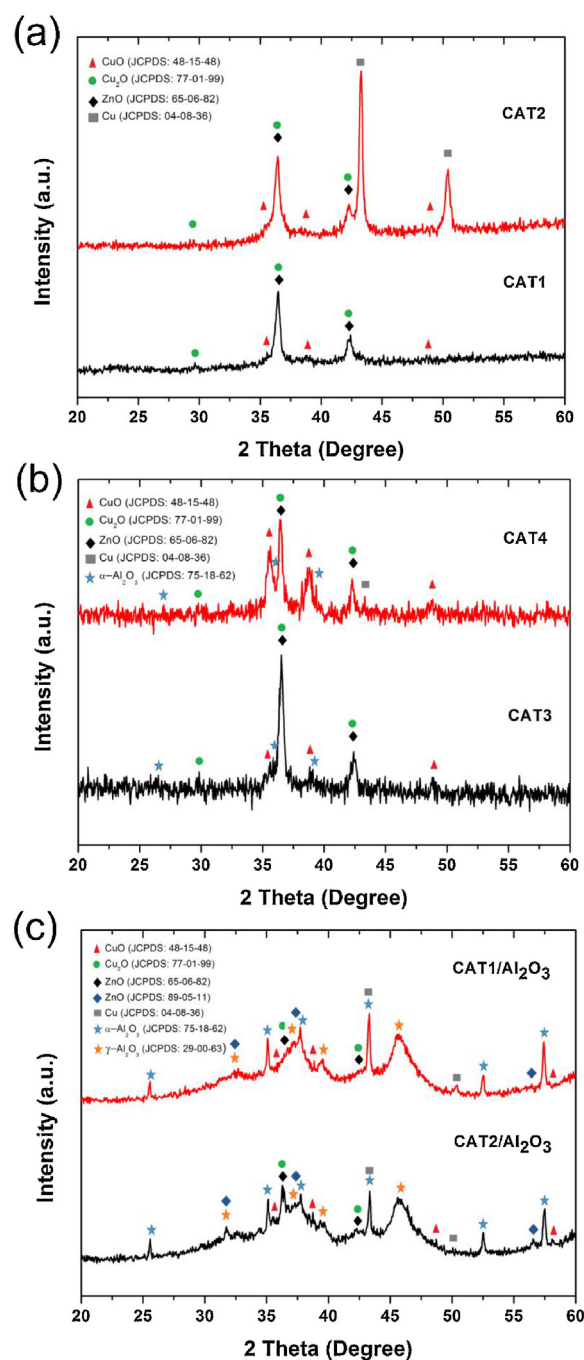 (a)
CuO (JCPDS: 48-15-48)
Cu₂O (JCPDS: 77-01-99)
ZnO (JCPDS: 65-06-82)
Cu (JCPDS: 04-08-36)
CAT2
CAT1
Intensity (a.u.)
20 25 30 35 40 45 50 55 60
2 Theta (Degree)
(b)
CuO (JCPDS: 48-15-48)
Cu₂O (JCPDS: 77-01-99)
ZnO (JCPDS: 65-06-82)
Cu (JCPDS: 04-08-36)
α−Al₂O₃ (JCPDS: 75-18-62)
CAT4
CAT3
Intensity (a.u.)
20 25 30 35 40 45 50 55 60
2 Theta (Degree)
(c)
CuO (JCPDS: 48-15-48)
Cu₂O (JCPDS: 77-01-99)
ZnO (JCPDS: 65-06-82)
ZnO (JCPDS: 89-05-11)
Cu (JCPDS: 04-08-36)
α−Al₂O₃ (JCPDS: 75-18-62)
γ−Al₂O₃ (JCPDS: 29-00-63)
CAT1/Al₂O₃
CAT2/Al₂O₃
Intensity (a.u.)
20 25 30 35 40 45 50 55 60
2 Theta (Degree)